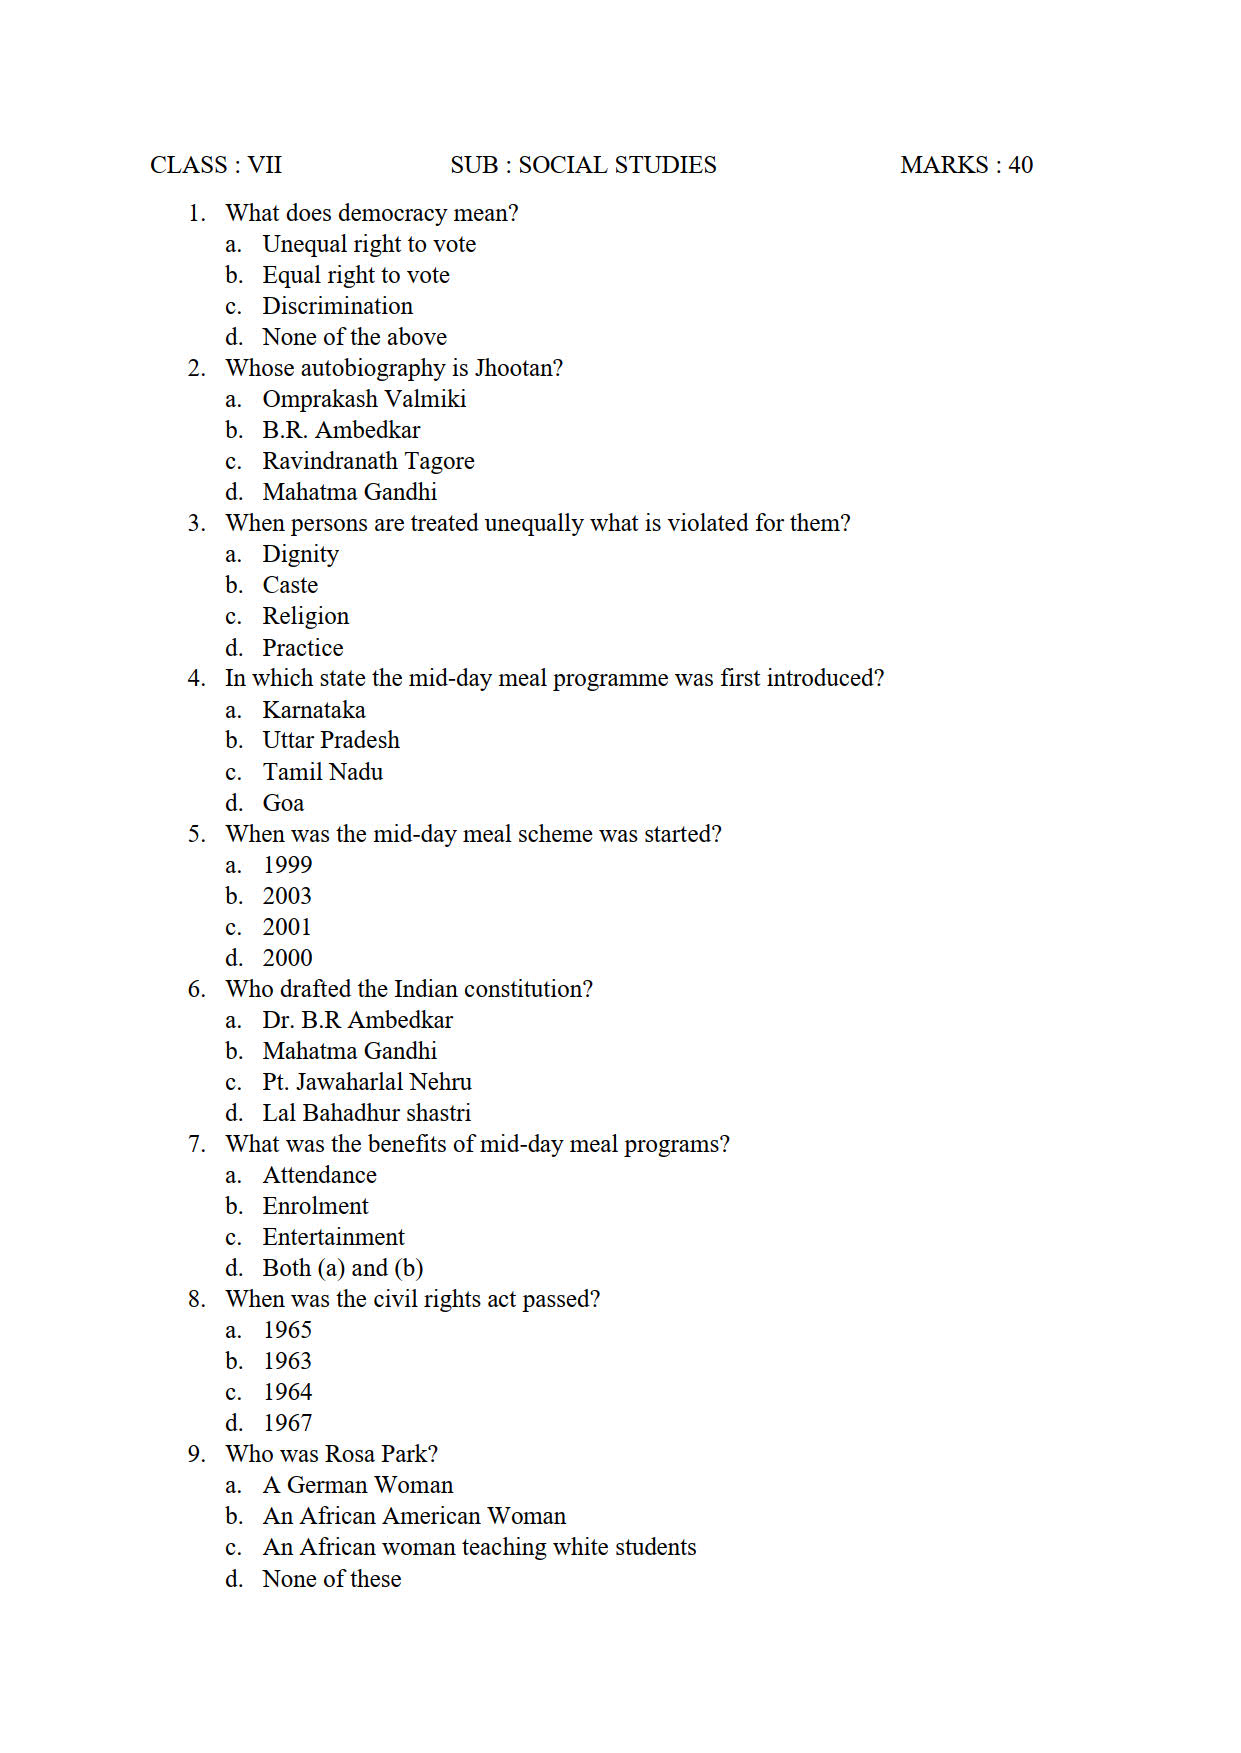 CLASS : VII SUB : SOCIAL STUDIES MARKS : 40
1. What does democracy mean?
a. Unequal right to vote
b. Equal right to vote
c. Discrimination
d. None of the above
2. Whose autobiography is Jhootan?
a. Omprakash Valmiki
b. B.R. Ambedkar
c. Ravindranath Tagore
d. Mahatma Gandhi
3. When persons are treated unequally what is violated for them?
a. Dignity
b. Caste
c. Religion
d. Practice
4. In which state the mid-day meal programme was first introduced?
a. Karnataka
b. Uttar Pradesh
c. Tamil Nadu
d. Goa
5. When was the mid-day meal scheme was started?
a. 1999
b. 2003
c. 2001
d. 2000
6. Who drafted the Indian constitution?
a. Dr. B.R Ambedkar
b. Mahatma Gandhi
c. Pt. Jawaharlal Nehru
d. Lal Bahadhur shastri
7. What was the benefits of mid-day meal programs?
a. Attendance
b. Enrolment
c. Entertainment
d. Both (a) and (b)
8. When was the civil rights act passed?
a. 1965
b. 1963
c. 1964
d. 1967
9. Who was Rosa Park?
a. A German Woman
b. An African American Woman
c. An African woman teaching white students
d. None of these